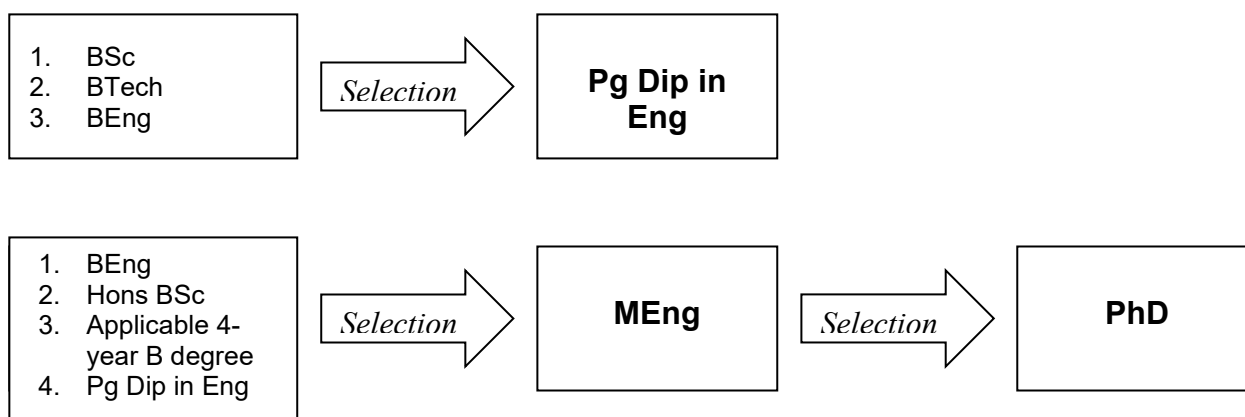 1. BSc
2. BTech
3. BEng
Selection
Pg Dip in
Eng
1. BEng
2. Hons BSc
3. Applicable 4-
year B degree
4. Pg Dip in Eng
Selection
MEng
Selection
PhD